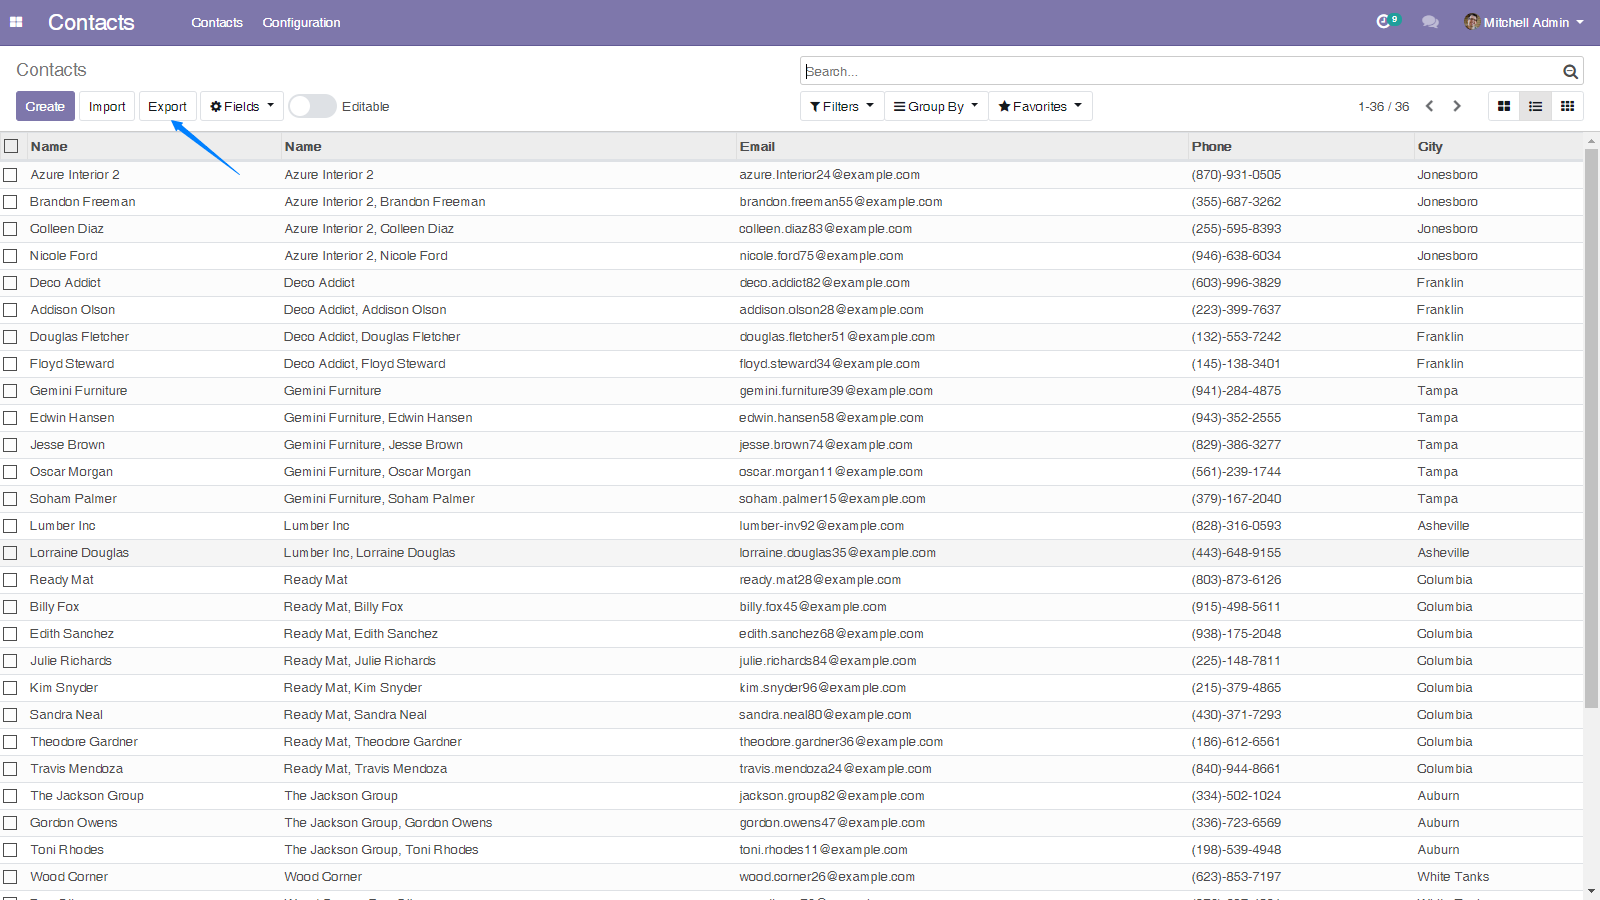 Contacts Contacts Configuration 9 Mitchell Admin
Contacts Search...
Create Import Export Fields Editable Filters Group By Favorites 1-36 / 36
Name Name Email Phone City
Azure Interior 2 Azure Interior 2 azure.Interior24@example.com (870)-931-0505 Jonesboro
Brandon Freeman Azure Interior 2, Brandon Freeman brandon.freeman55@example.com (355)-687-3262 Jonesboro
Colleen Diaz Azure Interior 2, Colleen Diaz colleen.diaz83@example.com (255)-595-8393 Jonesboro
Nicole Ford Azure Interior 2, Nicole Ford nicole.ford75@example.com (946)-638-6034 Jonesboro
Deco Addict Deco Addict deco.addict82@example.com (603)-996-3829 Franklin
Addison Olson Deco Addict, Addison Olson addison.olson28@example.com (223)-399-7637 Franklin
Douglas Fletcher Deco Addict, Douglas Fletcher douglas.fletcher51@example.com (132)-553-7242 Franklin
Floyd Steward Deco Addict, Floyd Steward floyd.steward34@example.com (145)-138-3401 Franklin
Gemini Furniture Gemini Furniture gemini.furniture39@example.com (941)-284-4875 Tampa
Edwin Hansen Gemini Furniture, Edwin Hansen edwin.hansen58@example.com (943)-352-2555 Tampa
Jesse Brown Gemini Furniture, Jesse Brown jesse.brown74@example.com (829)-386-3277 Tampa
Oscar Morgan Gemini Furniture, Oscar Morgan oscar.morgan11@example.com (561)-239-1744 Tampa
Soham Palmer Gemini Furniture, Soham Palmer soham.palmer15@example.com (379)-167-2040 Tampa
Lumber Inc Lumber Inc lumber-inv92@example.com (828)-316-0593 Asheville
Lorraine Douglas Lumber Inc, Lorraine Douglas lorraine.douglas35@example.com (443)-648-9155 Asheville
Ready Mat Ready Mat ready.mat28@example.com (803)-873-6126 Columbia
Billy Fox Ready Mat, Billy Fox billy.fox45@example.com (915)-498-5611 Columbia
Edith Sanchez Ready Mat, Edith Sanchez edith.sanchez68@example.com (938)-175-2048 Columbia
Julie Richards Ready Mat, Julie Richards julie.richards84@example.com (225)-148-7811 Columbia
Kim Snyder Ready Mat, Kim Snyder kim.snyder96@example.com (215)-379-4865 Columbia
Sandra Neal Ready Mat, Sandra Neal sandra.neal80@example.com (430)-371-7293 Columbia
Theodore Gardner Ready Mat, Theodore Gardner theodore.gardner36@example.com (186)-612-6561 Columbia
Travis Mendoza Ready Mat, Travis Mendoza travis.mendoza24@example.com (840)-944-8661 Columbia
The Jackson Group The Jackson Group jackson.group82@example.com (334)-502-1024 Auburn
Gordon Owens The Jackson Group, Gordon Owens gordon.owens47@example.com (336)-723-6569 Auburn
Toni Rhodes The Jackson Group, Toni Rhodes toni.rhodes11@example.com (198)-539-4948 Auburn
Wood Corner Wood Corner wood.corner26@example.com (623)-853-7197 White Tanks